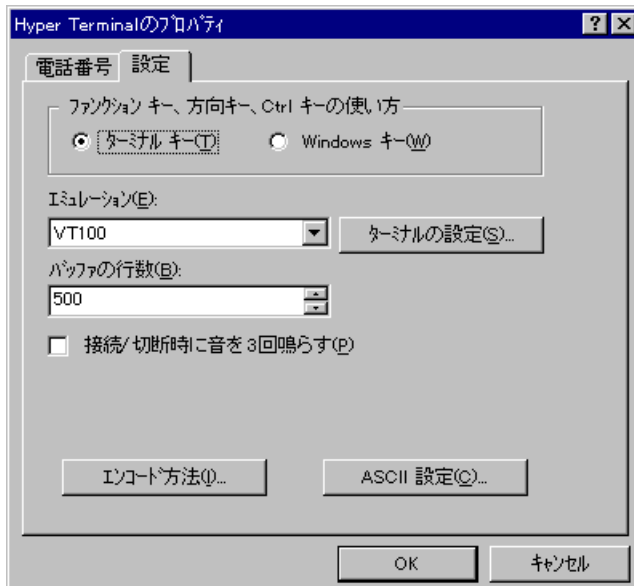 Hyper Terminalのﾌﾟﾛﾊﾟﾃｨ
電話番号 設定
ﾌｧﾝｸｼｮﾝ ｷｰ、方向ｷｰ、Ctrl ｷｰの使い方
ﾀｰﾐﾅﾙ ｷｰ(T) Windows ｷｰ(W)
ｴﾐｭﾚｰｼｮﾝ(E):
VT100 ﾀｰﾐﾅﾙの設定(S)...
ﾊﾞｯﾌｧの行数(B):
500
接続/切断時に音を3回鳴らす(P)
ｴﾝｺｰﾄﾞ方法(I)... ASCII 設定(C)...
OK ｷｬﾝｾﾙ